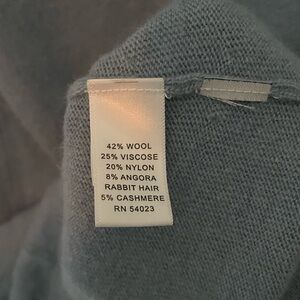 42% WOOL
25% VISCOSE
20% NYLON
8% ANGORA
RABBIT HAIR
5% CASHMERE
RN 54023